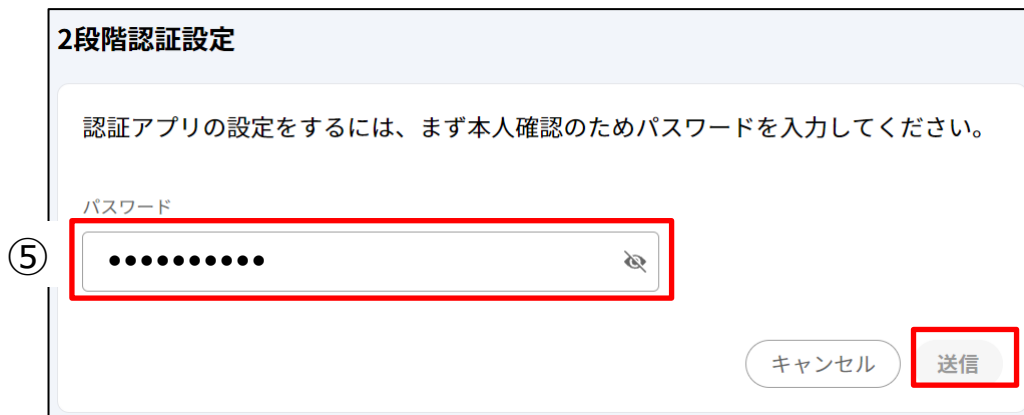 2段階認証設定
認証アプリの設定をするには、まず本人確認のためパスワードを入力してください。
パスワード
⑤
●●●●●●●●●●
キャンセル 送信